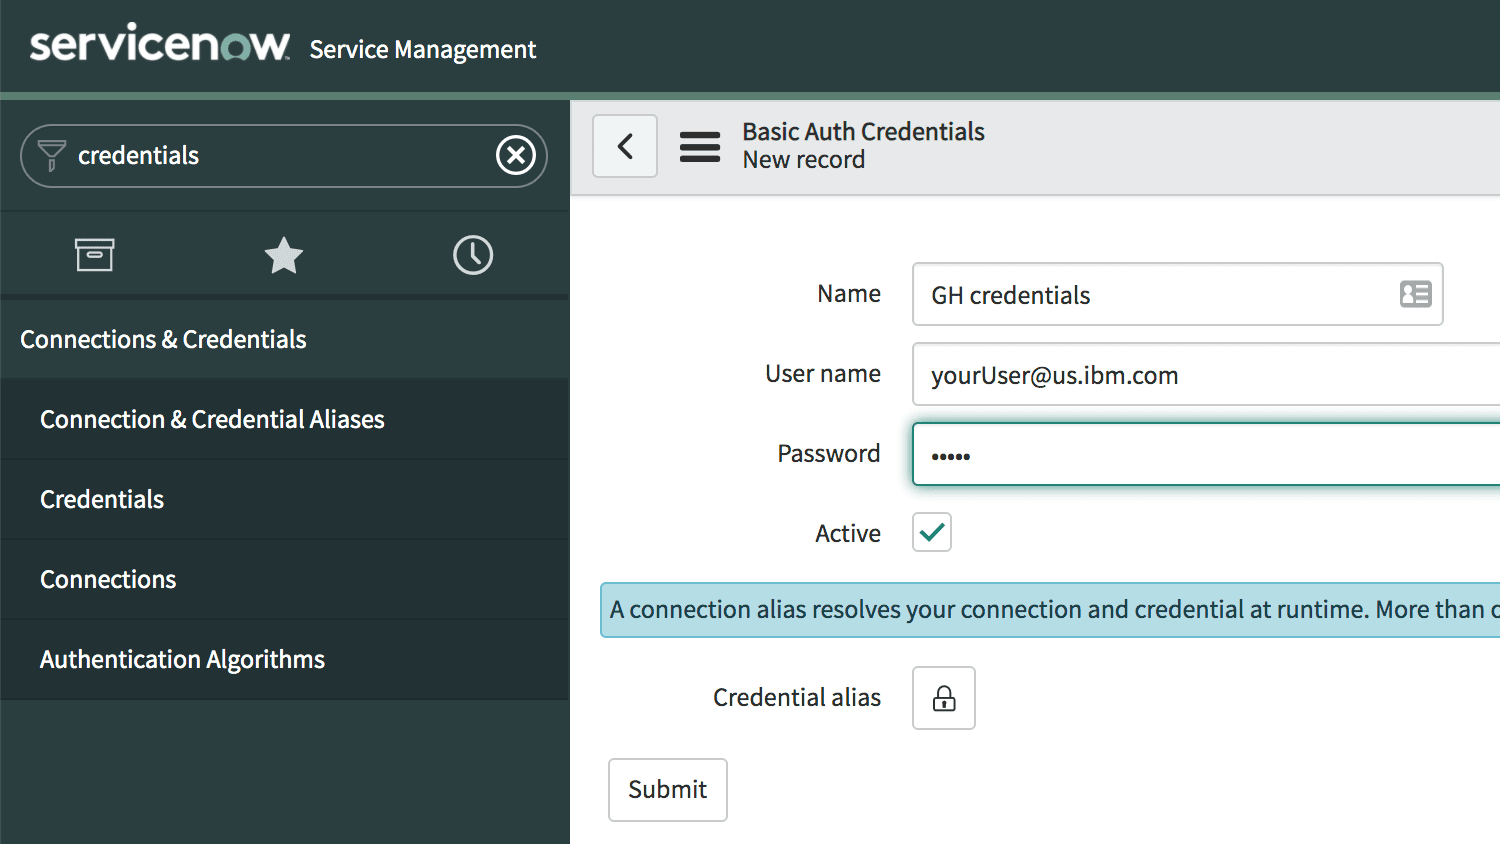 servicenow Service Management
credentials
Connections & Credentials
Connection & Credential Aliases
Credentials
Connections
Authentication Algorithms
Basic Auth Credentials
New record
Name GH credentials
User name yourUser@us.ibm.com
Password •••••
Active
A connection alias resolves your connection and credential at runtime. More than
Credential alias
Submit